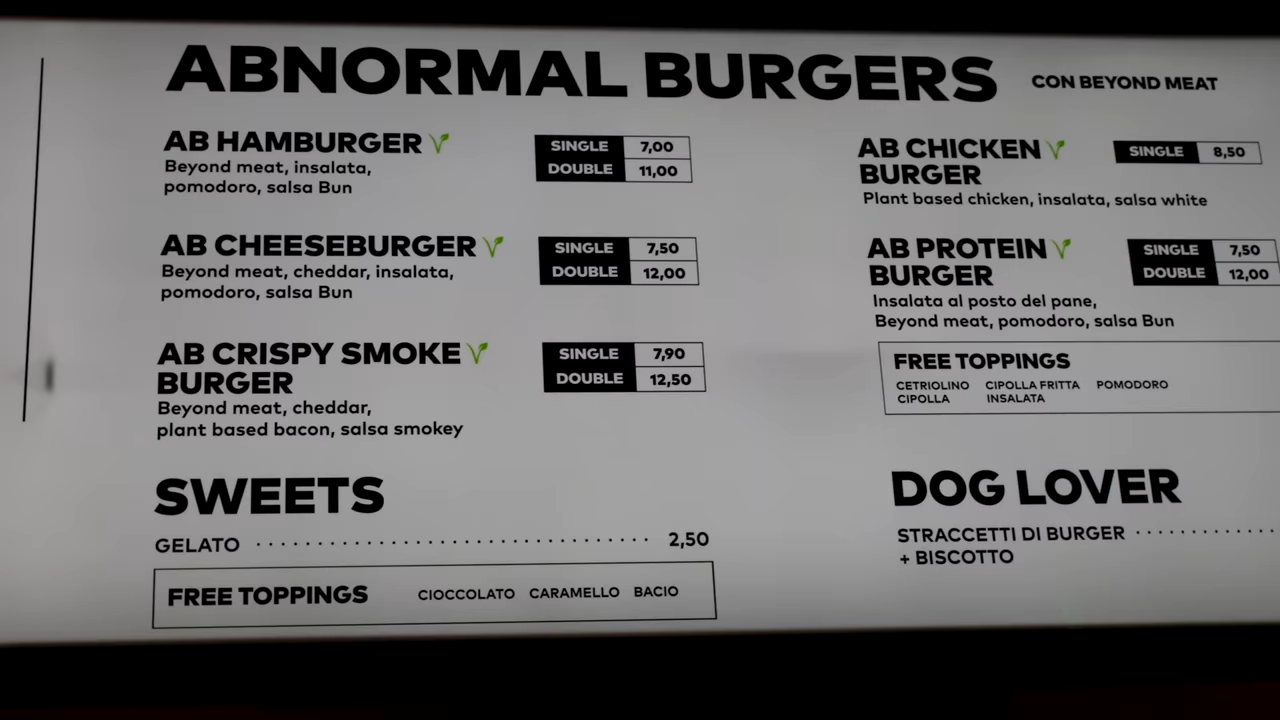 ABNORMAL BURGERS CON BEYOND MEAT
AB HAMBURGER
Beyond meat, insalata,
pomodoro, salsa Bun
SINGLE 7,00
DOUBLE 11,00
AB CHEESEBURGER
Beyond meat, cheddar, insalata,
pomodoro, salsa Bun
SINGLE 7,50
DOUBLE 12,00
AB CRISPY SMOKE
BURGER
Beyond meat, cheddar,
plant based bacon, salsa smokey
SINGLE 7,90
DOUBLE 12,50
AB CHICKEN
BURGER
Plant based chicken, insalata, salsa white
SINGLE 8,50
AB PROTEIN
BURGER
Insalata al posto del pane,
Beyond meat, pomodoro, salsa Bun
SINGLE 7,50
DOUBLE 12,00
FREE TOPPINGS
CETRIOLINO CIPOLLA FRITTA POMODORO
CIPOLLA INSALATA
SWEETS
GELATO 2,50
FREE TOPPINGS CIOCCOLATO CARAMELLO BACIO
DOG LOVER
STRACCETTI DI BURGER
+ BISCOTTO